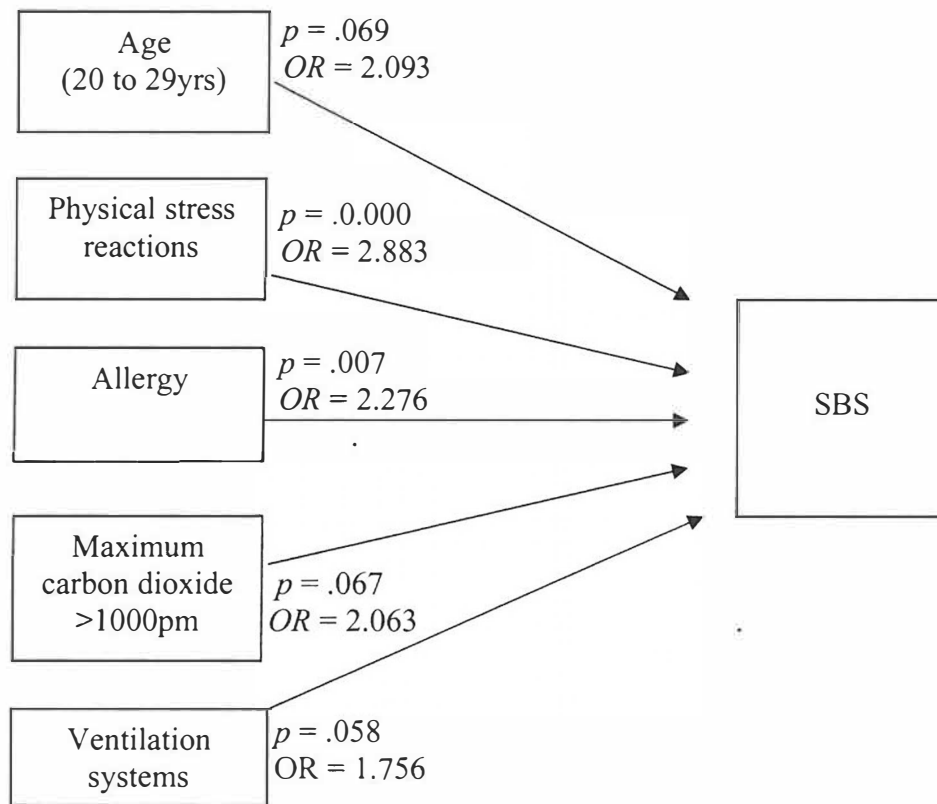 Age
(20 to 29yrs)
p = .069
OR = 2.093
Physical stress
reactions
p = .0.000
OR = 2.883
Allergy
p = .007
OR = 2.276
SBS
Maximum
carbon dioxide
>1000pm
p = .067
OR = 2.063
Ventilation
systems
p = .058
OR = 1.756